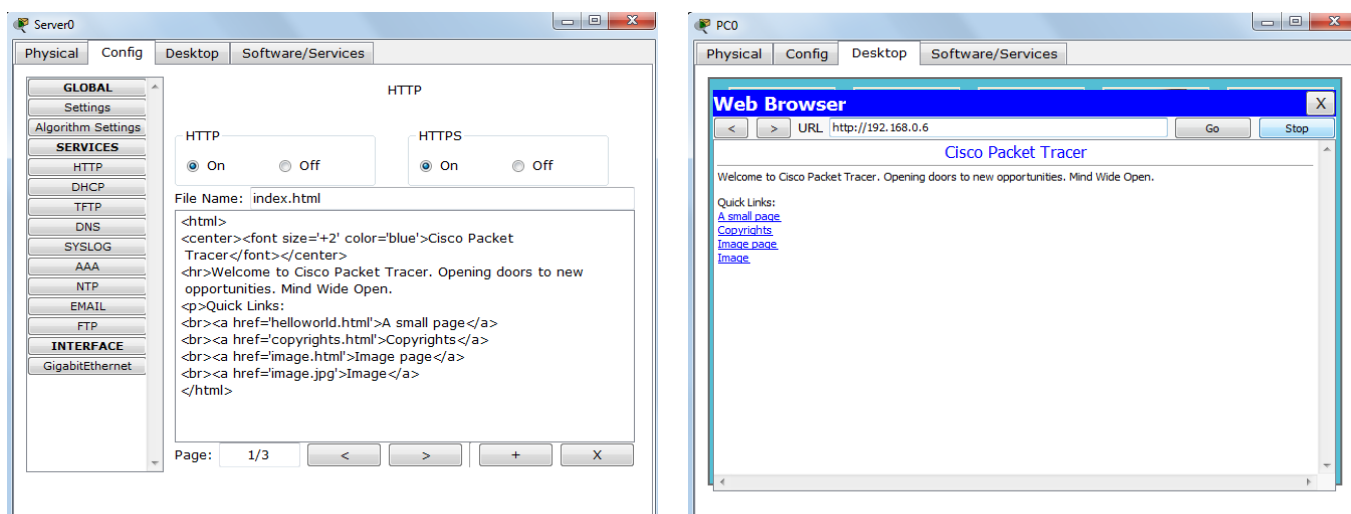 Server0
Physical Config Desktop Software/Services
GLOBAL
Settings
Algorithm Settings
SERVICES
HTTP
DHCP
TFTP
DNS
SYSLOG
AAA
NTP
EMAIL
FTP
INTERFACE
GigabitEthernet
HTTP
HTTP HTTPS
On Off On Off
File Name: index.html
<html>
<center><font size='+2' color='blue'>Cisco Packet
Tracer</font></center>
<hr>Welcome to Cisco Packet Tracer. Opening doors to new
opportunities. Mind Wide Open.
<p>Quick Links:
<br><a href='helloworld.html'>A small page</a>
<br><a href='copyrights.html'>Copyrights</a>
<br><a href='image.html'>Image page</a>
<br><a href='image.jpg'>Image</a>
</html>
Page: 1/3 < > + X
PC0
Physical Config Desktop Software/Services
Web Browser X
< > URL http://192.168.0.6 Go Stop
Cisco Packet Tracer
Welcome to Cisco Packet Tracer. Opening doors to new opportunities. Mind Wide Open.
Quick Links:
A small page
Copyrights
Image page
Image